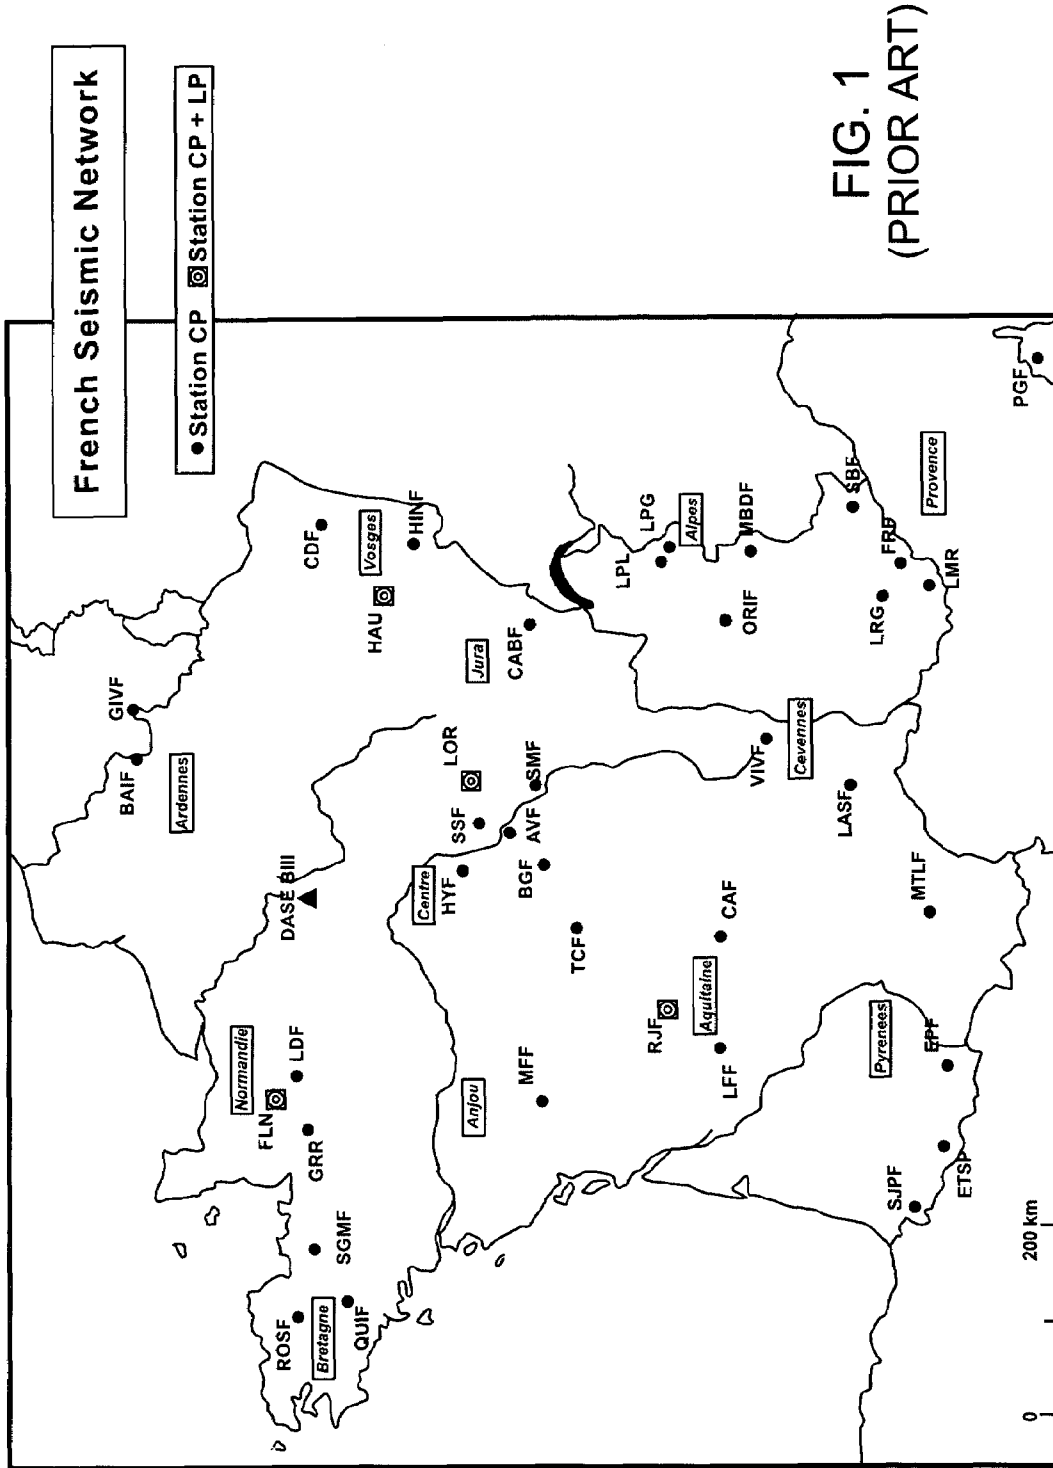 French Seismic Network
Station CP Station CP + LP
FIG. 1
(PRIOR ART)
BAIF
GIVF
Ardennes
DASE BIII
CDF
Vosges
HINF
HAU
Normandie
FLN
LDF
GRR
SGMF
ROSF
Bretagne
QUIF
Centre
HYF
SSF
LOR
Jura
CABF
AVF
SMF
BGF
TCF
Anjou
MFF
RJF
Aquitaine
LFF
CAF
LPL
LPG
Alpes
MBDF
ORIF
VIVF
Cevennes
LASF
SBF
FRF
LRG
LMR
Provence
PGF
MTLF
Pyrenees
EPF
ETSF
SJPF
0
200 km